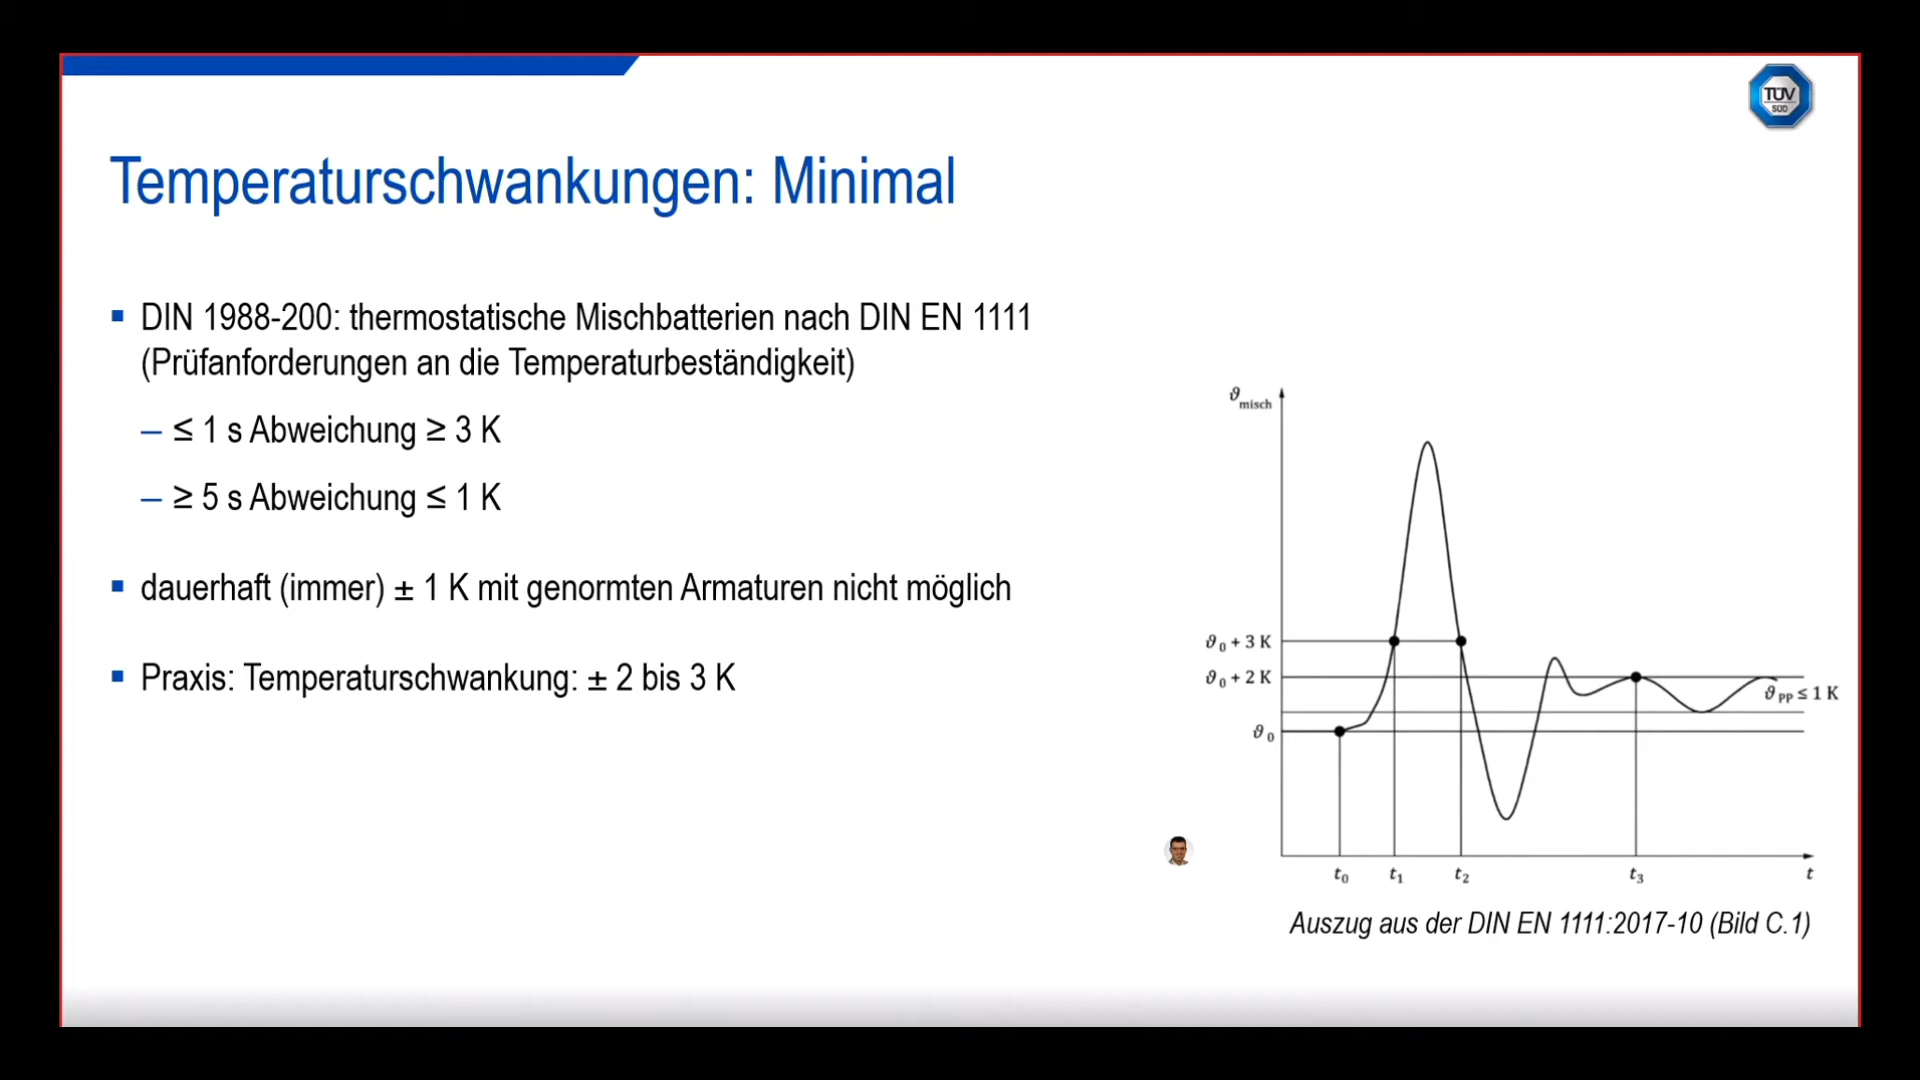 TÜV
SÜD
Temperaturschwankungen: Minimal
▪ DIN 1988-200: thermostatische Mischbatterien nach DIN EN 1111
(Prüfanforderungen an die Temperaturbeständigkeit)
– ≤ 1 s Abweichung ≥ 3 K
– ≥ 5 s Abweichung ≤ 1 K
▪ dauerhaft (immer) ± 1 K mit genormten Armaturen nicht möglich
▪ Praxis: Temperaturschwankung: ± 2 bis 3 K
ϑ misch
ϑ₀ + 3 K
ϑ₀ + 2 K
ϑ PP ≤ 1 K
ϑ₀
t₀ t₁ t₂ t₃ t
Auszug aus der DIN EN 1111:2017-10 (Bild C.1)